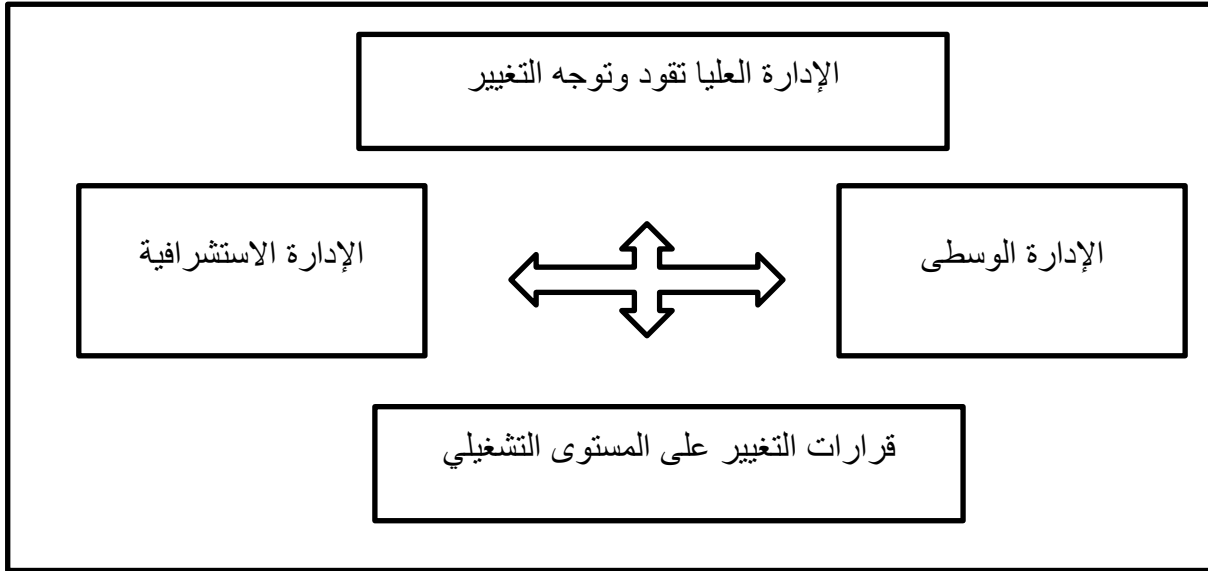 الإدارة العليا تقود وتوجه التغيير
الإدارة الوسطى
الإدارة الاستشرافية
قرارات التغيير على المستوى التشغيلي